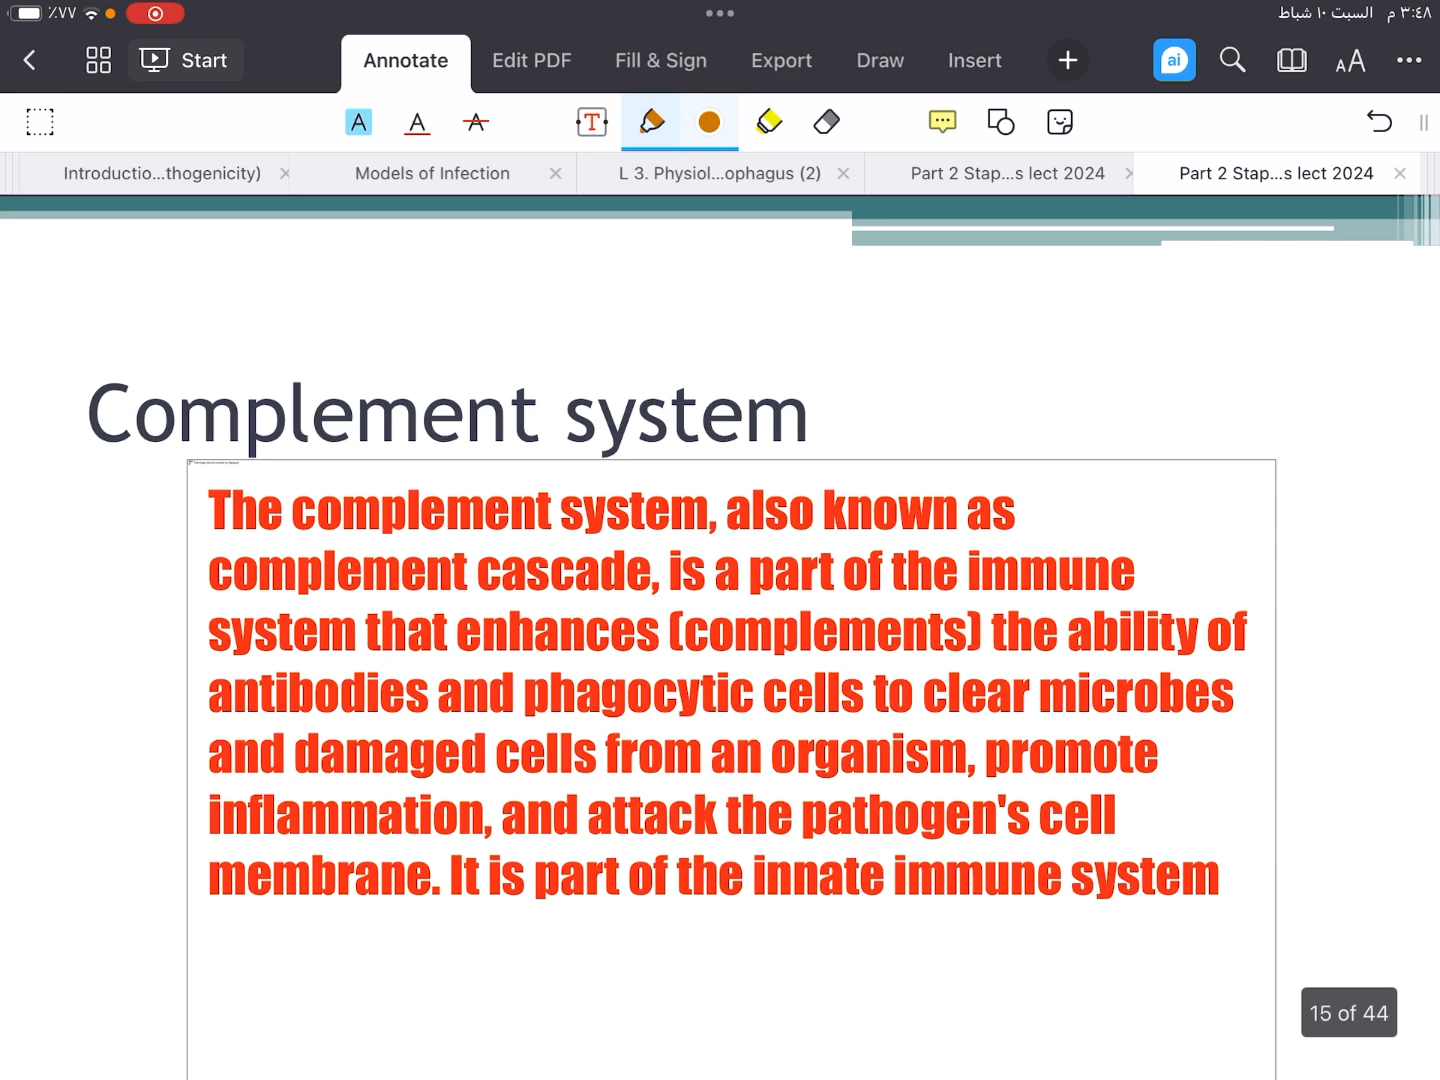 ٪٧٧
السبت ١٠ شباط ٣:٤٨ م
Start
Annotate
Edit PDF
Fill & Sign
Export
Draw
Insert
ai
AA
A A A T
Introductio...thogenicity)
Models of Infection
L 3. Physiol...ophagus (2)
Part 2 Stap...s lect 2024
Part 2 Stap...s lect 2024
Complement system
The complement system, also known as
complement cascade, is a part of the immune
system that enhances (complements) the ability of
antibodies and phagocytic cells to clear microbes
and damaged cells from an organism, promote
inflammation, and attack the pathogen's cell
membrane. It is part of the innate immune system
15 of 44